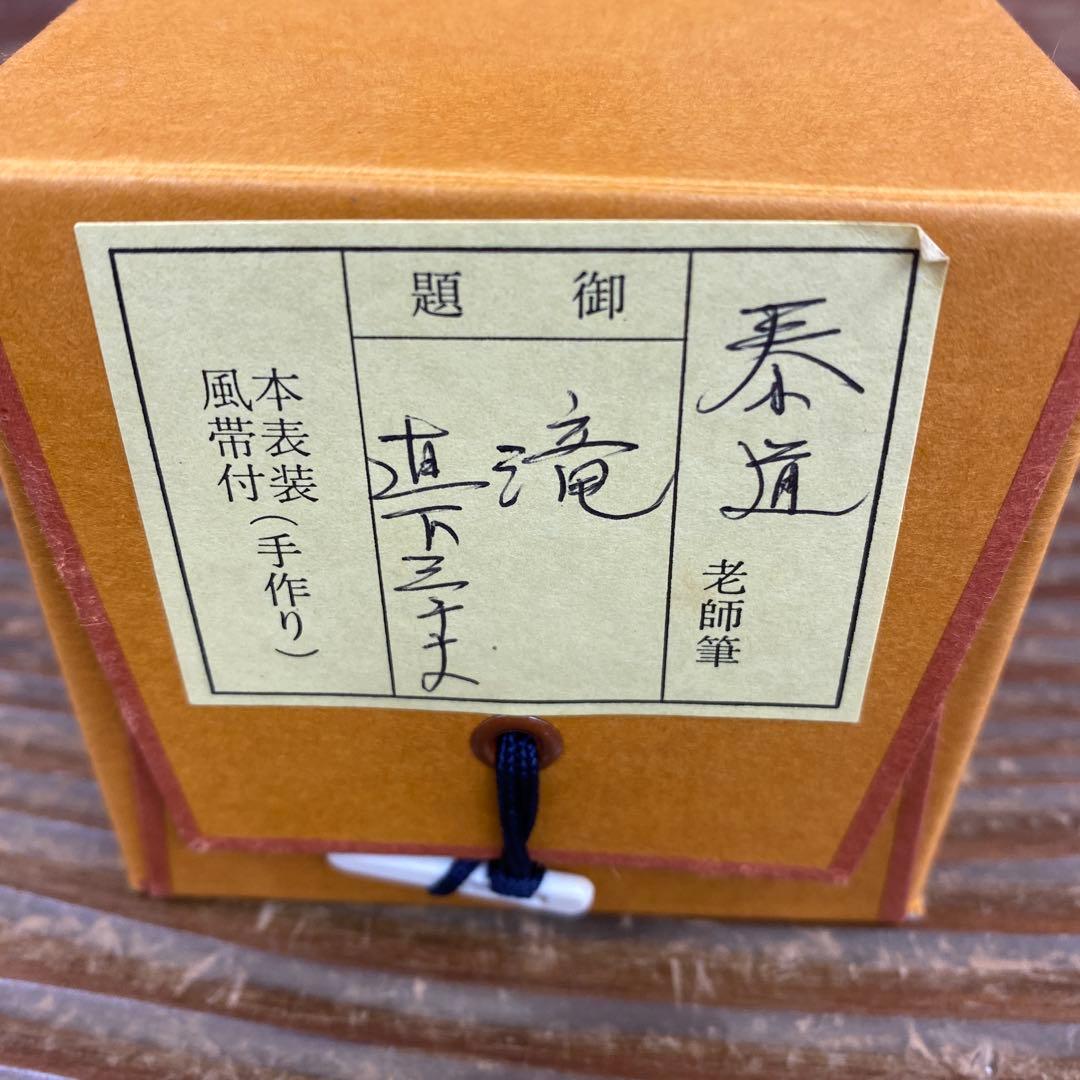 泰道
老師筆
御題
滝
直下三千丈
本表装(手作り)
風帯付